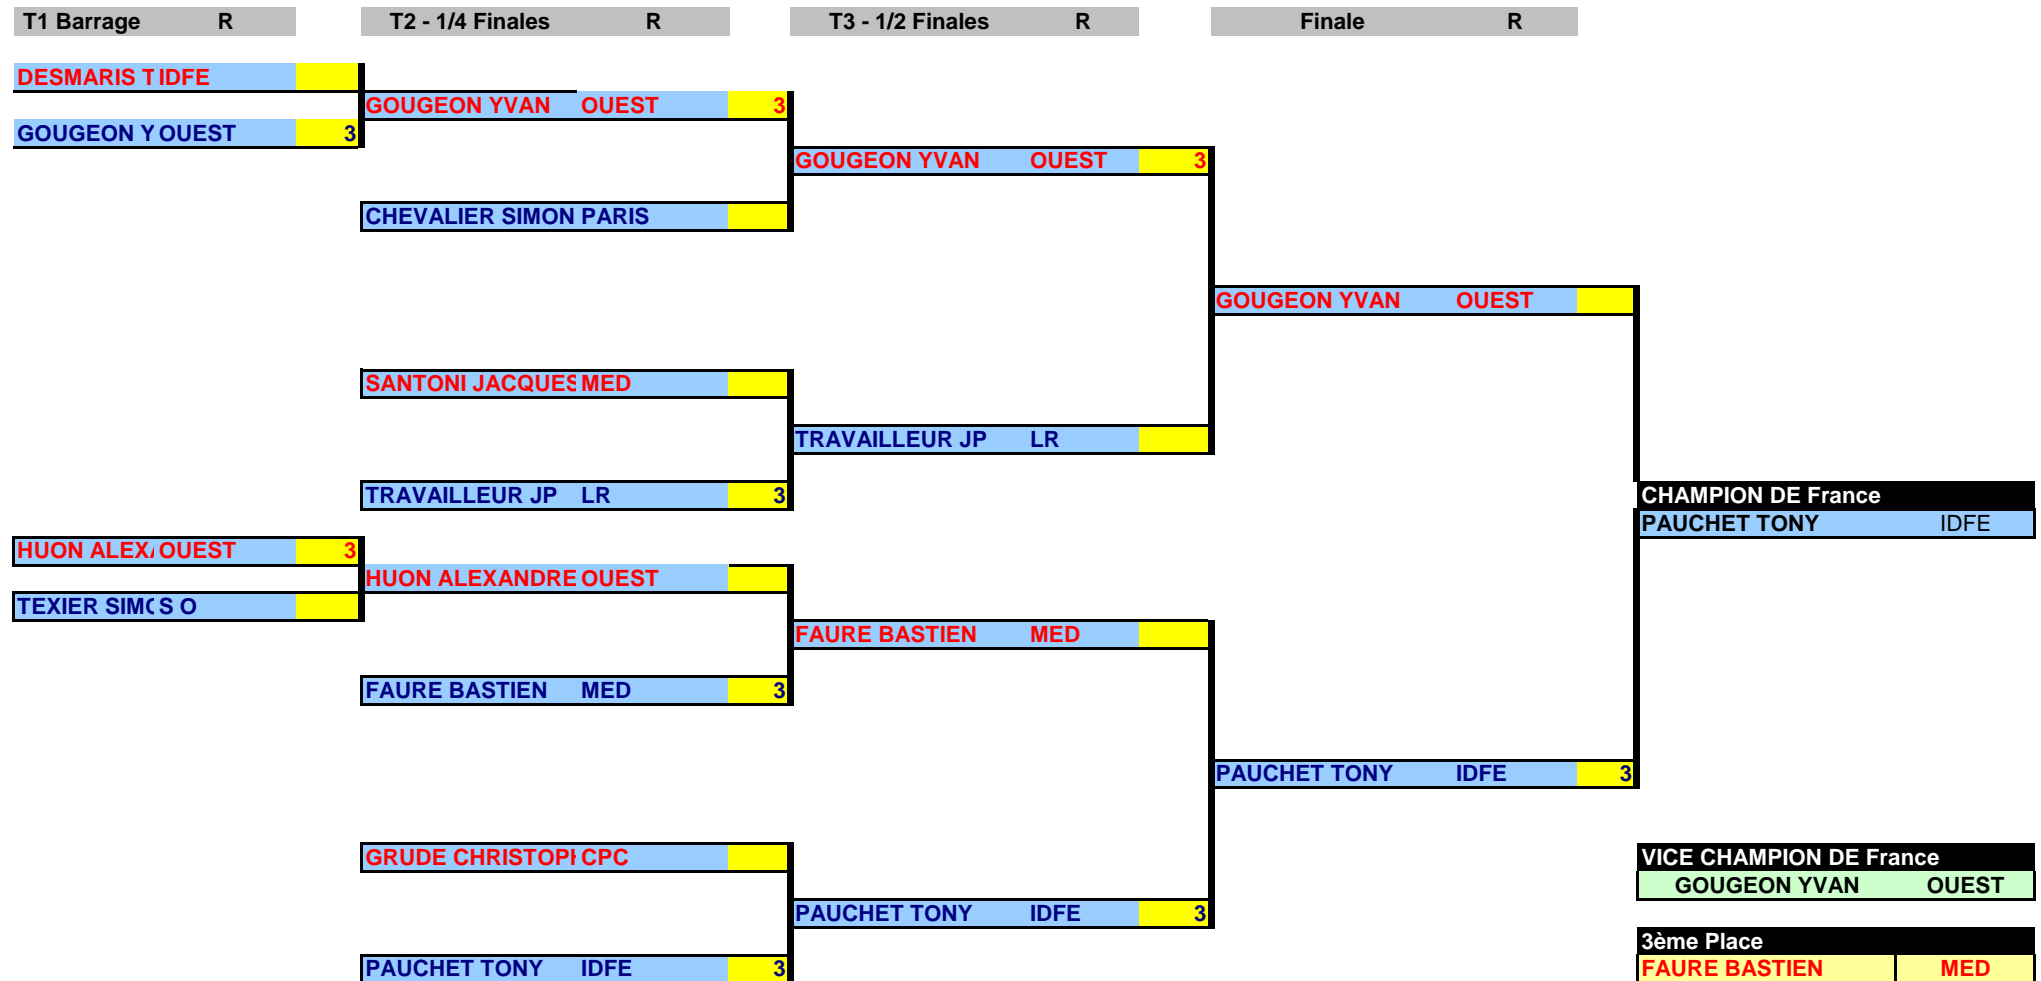 T1 Barrage R T2 - 1/4 Finales R T3 - 1/2 Finales R Finale R
DESMARIS T IDFE
GOUGEON YVAN OUEST 3
GOUGEON Y OUEST 3
GOUGEON YVAN OUEST 3
CHEVALIER SIMON PARIS
GOUGEON YVAN OUEST
SANTONI JACQUES MED
TRAVAILLEUR JP LR
TRAVAILLEUR JP LR 3
CHAMPION DE France
PAUCHET TONY IDFE
HUON ALEXA OUEST 3
HUON ALEXANDRE OUEST
TEXIER SIMO S O
FAURE BASTIEN MED
FAURE BASTIEN MED 3
PAUCHET TONY IDFE 3
GRUDE CHRISTOPH CPC
VICE CHAMPION DE France
GOUGEON YVAN OUEST
PAUCHET TONY IDFE 3
3ème Place
PAUCHET TONY IDFE 3
FAURE BASTIEN MED